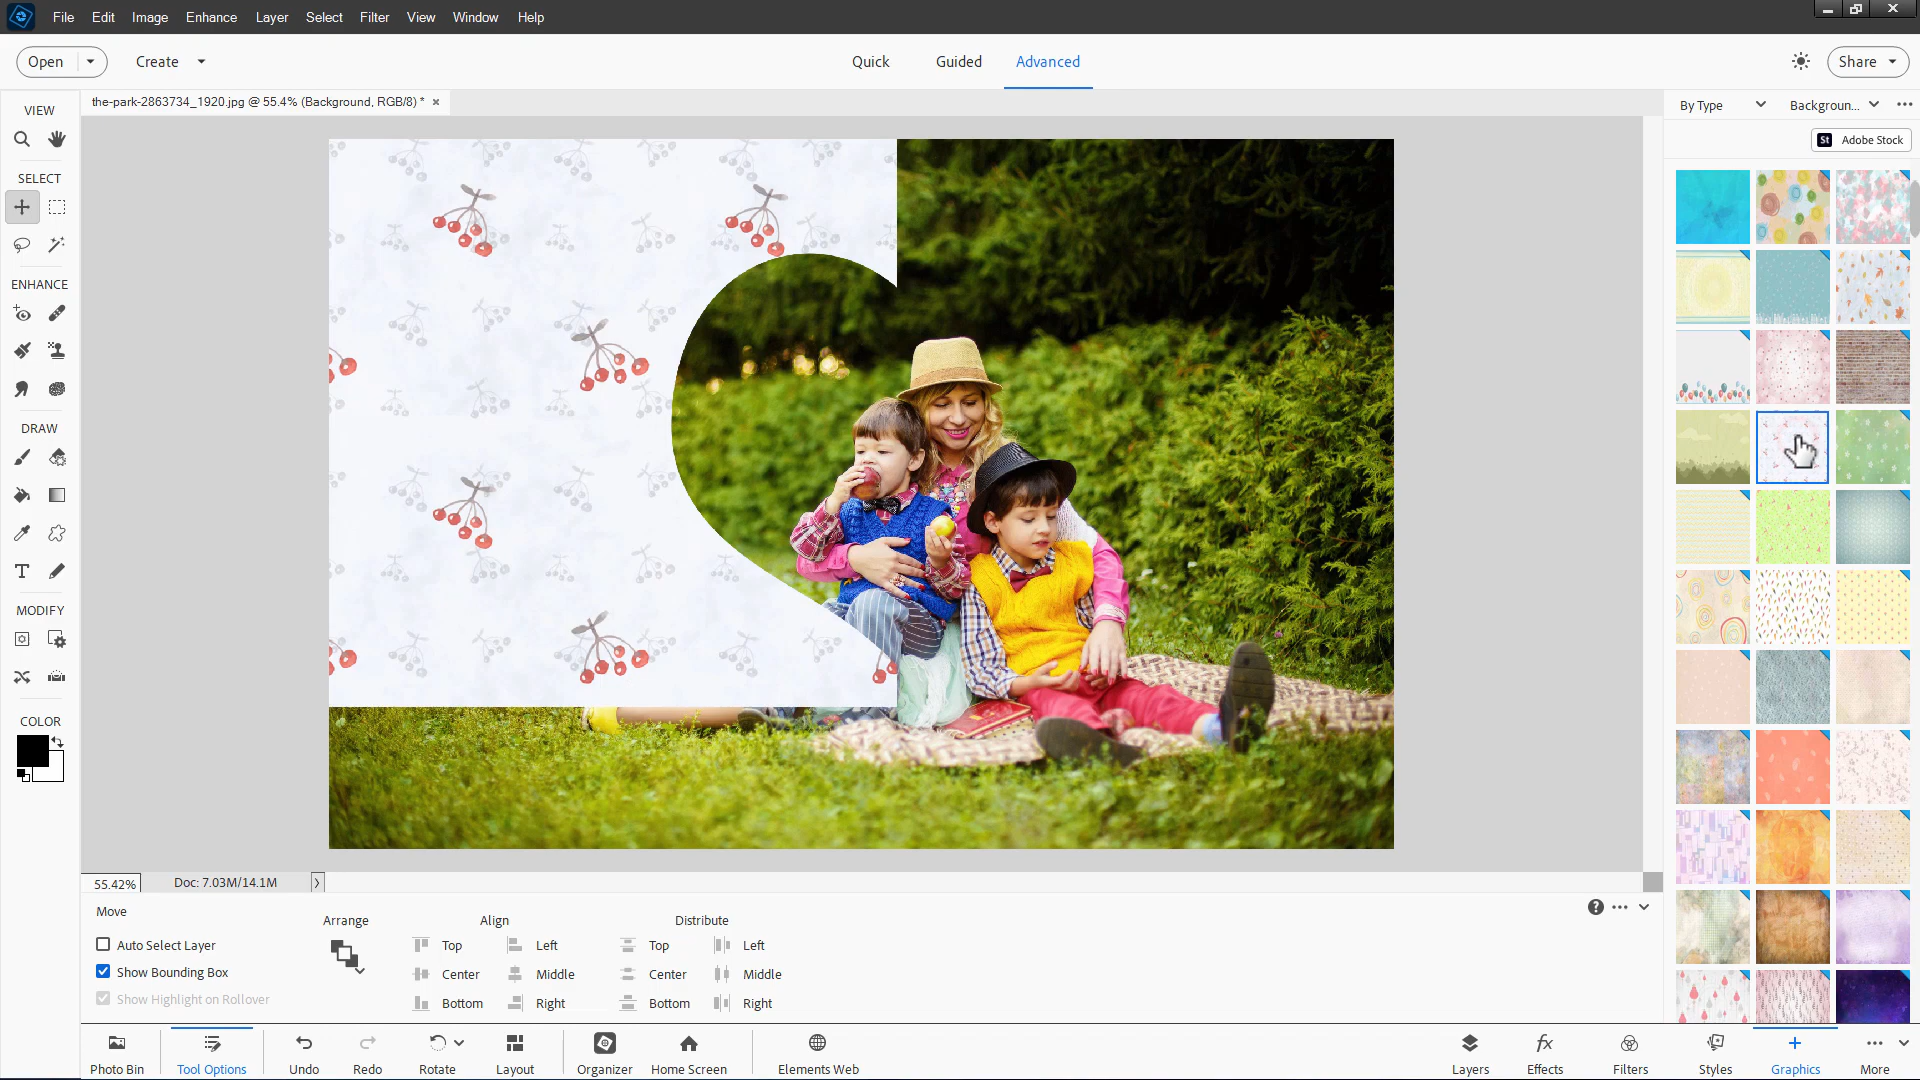 File Edit Image Enhance Layer Select Filter View Window Help
Open Create Quick Guided Advanced Share
the-park-2863734_1920.jpg @ 55.4% (Background, RGB/8) * ×
VIEW
SELECT
ENHANCE
DRAW
T
MODIFY
COLOR
By Type Backgroun...
St Adobe Stock
55.42% Doc: 7.03M/14.1M
Move
Auto Select Layer
Show Bounding Box
Show Highlight on Rollover
Arrange Align Distribute
Top Left Top Left
Center Middle Center Middle
Bottom Right Bottom Right
Photo Bin Tool Options Undo Redo Rotate Layout Organizer Home Screen Elements Web Layers Effects Filters Styles Graphics More